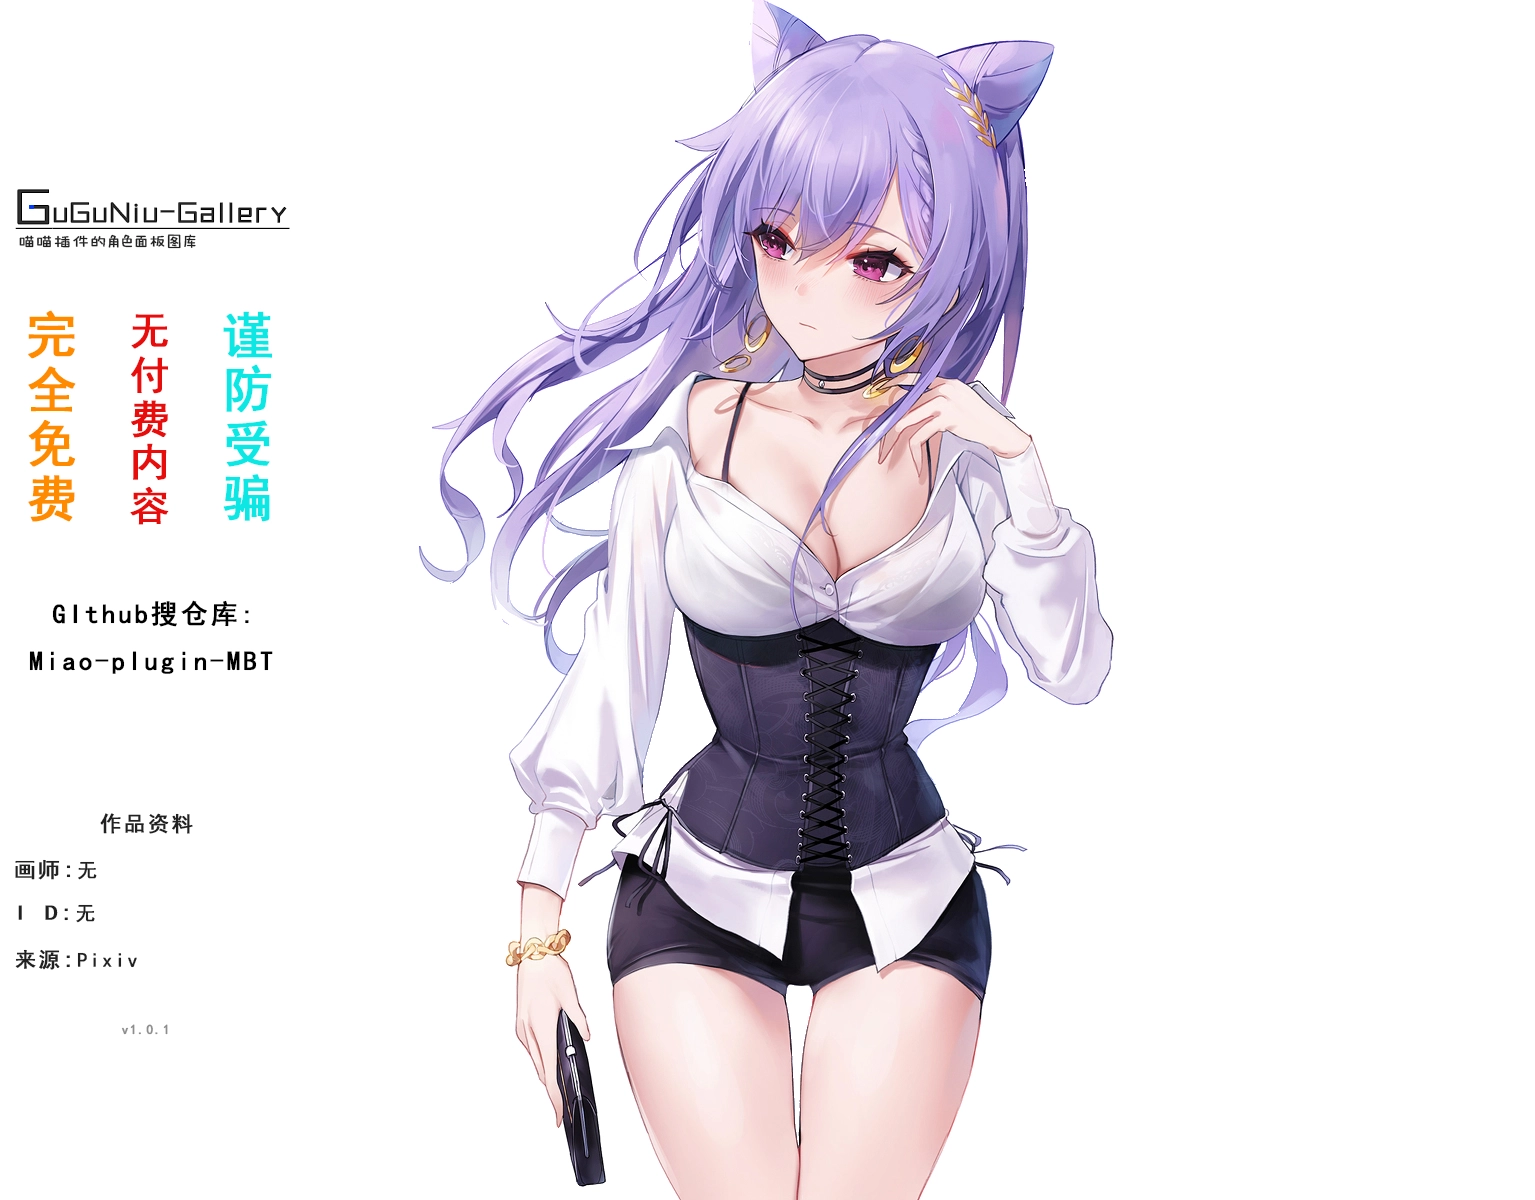 GuGuNiu-Gallery
喵喵插件的角色面板图库
完全免费
无付费内容
谨防受骗
GIthub搜仓库:
Miao-plugin-MBT
作品资料
画师:无
I D:无
来源:Pixiv
v1.0.1